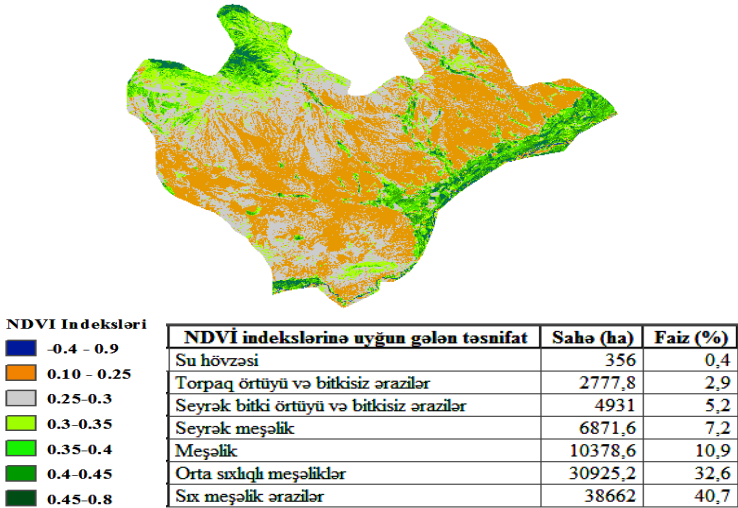 NDVI Indeksləri
-0.4 - 0.9
0.10 - 0.25
0.25-0.3
0.3-0.35
0.35-0.4
0.4-0.45
0.45-0.8
NDVİ indekslərinə uyğun gələn təsnifat Sahə (ha) Faiz (%)
Su hövzəsi 356 0,4
Torpaq örtüyü və bitkisiz ərazilər 2777,8 2,9
Seyrək bitki örtüyü və bitkisiz ərazilər 4931 5,2
Seyrək meşəlik 6871,6 7,2
Meşəlik 10378,6 10,9
Orta sıxlıqlı meşəliklər 30925,2 32,6
Sıx meşəlik ərazilər 38662 40,7